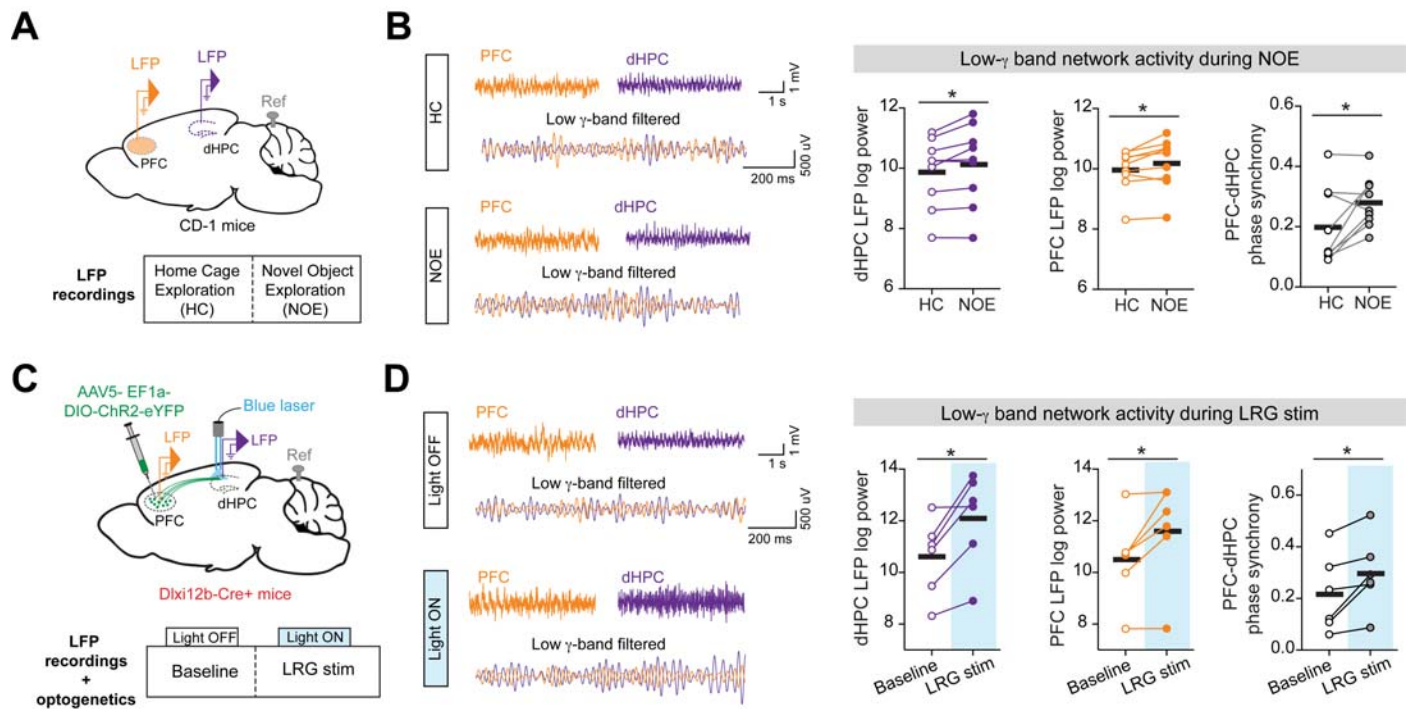 A
LFP
LFP
Ref
PFC
dHPC
CD-1 mice
LFP
recordings
Home Cage
Exploration
(HC)
Novel Object
Exploration
(NOE)
B
HC
PFC
dHPC
1 mV
1 s
Low γ-band filtered
500 uV
200 ms
NOE
PFC
dHPC
Low γ-band filtered
Low-γ band network activity during NOE
dHPC LFP log power
12
10
8
6
*
HC
NOE
PFC LFP log power
12
10
8
6
*
HC
NOE
PFC-dHPC
phase synchrony
0.6
0.4
0.2
0.0
*
HC
NOE
C
AAV5- EF1a-
DIO-ChR2-eYFP
Blue laser
LFP
LFP
Ref
PFC
dHPC
Dlxi12b-Cre+ mice
LFP
recordings
+
optogenetics
Light OFF
Light ON
Baseline
LRG stim
D
Light OFF
PFC
dHPC
1 mV
1 s
Low γ-band filtered
500 uV
200 ms
Light ON
PFC
dHPC
Low γ-band filtered
Low-γ band network activity during LRG stim
dHPC LFP log power
14
12
10
8
*
Baseline
LRG stim
PFC LFP log power
14
12
10
8
*
Baseline
LRG stim
PFC-dHPC
phase synchrony
0.6
0.4
0.2
0.0
*
Baseline
LRG stim